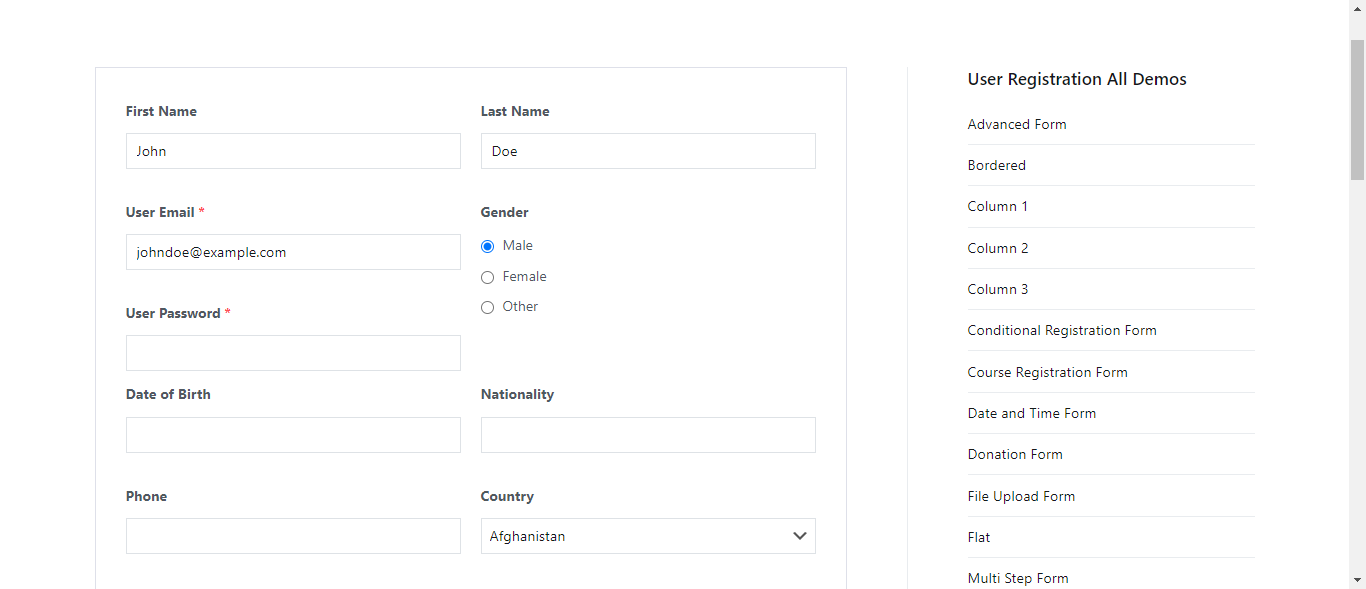 First Name
Last Name
John
Doe
User Email *
Gender
johndoe@example.com
Male
Female
Other
User Password *
Date of Birth
Nationality
Phone
Country
Afghanistan
User Registration All Demos
Advanced Form
Bordered
Column 1
Column 2
Column 3
Conditional Registration Form
Course Registration Form
Date and Time Form
Donation Form
File Upload Form
Flat
Multi Step Form